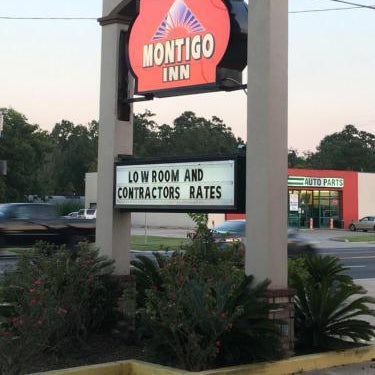 MONTIGO
INN
LOW ROOM AND
CONTRACTORS RATES
AUTO PARTS